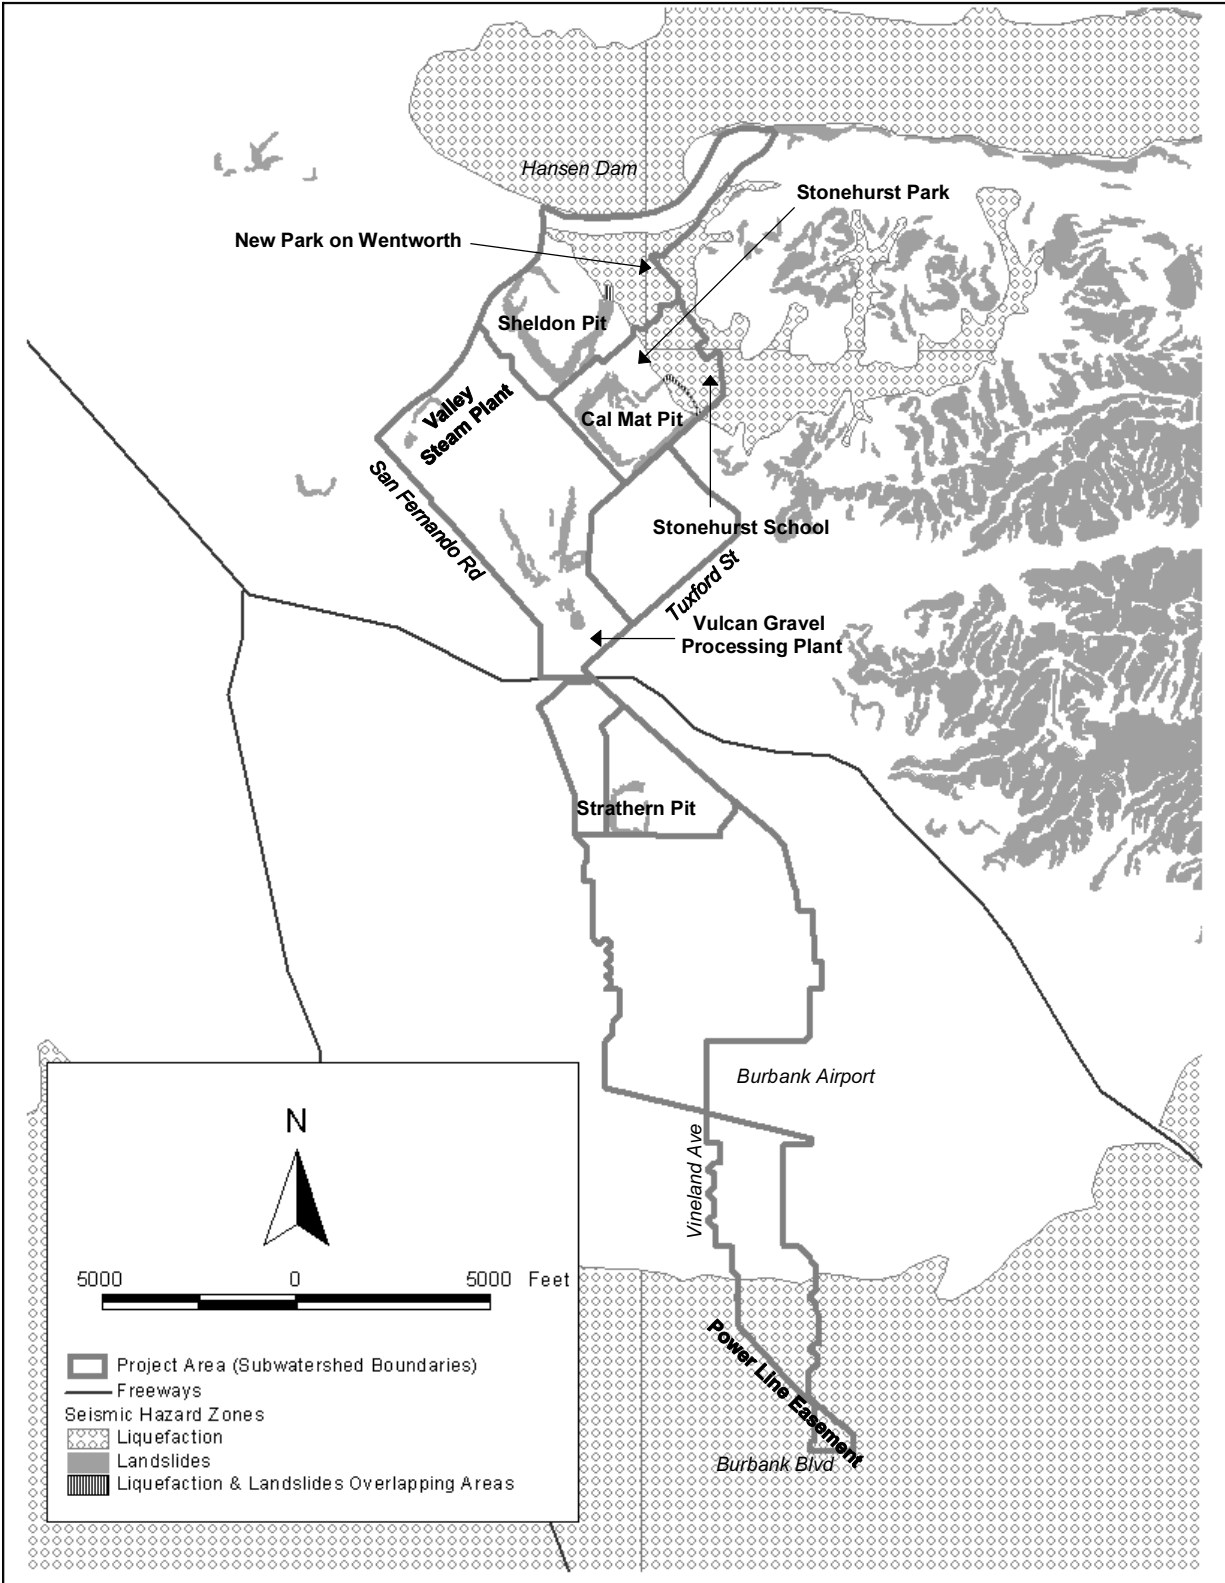 Hansen Dam
Stonehurst Park
New Park on Wentworth
Sheldon Pit
Valley
Steam Plant
Cal Mat Pit
San Fernando Rd
Stonehurst School
Tuxford St
Vulcan Gravel
Processing Plant
Strathern Pit
Burbank Airport
Vineland Ave
Power Line Easement
Burbank Blvd
N
5000 0 5000 Feet
Project Area (Subwatershed Boundaries)
Freeways
Seismic Hazard Zones
Liquefaction
Landslides
Liquefaction & Landslides Overlapping Areas